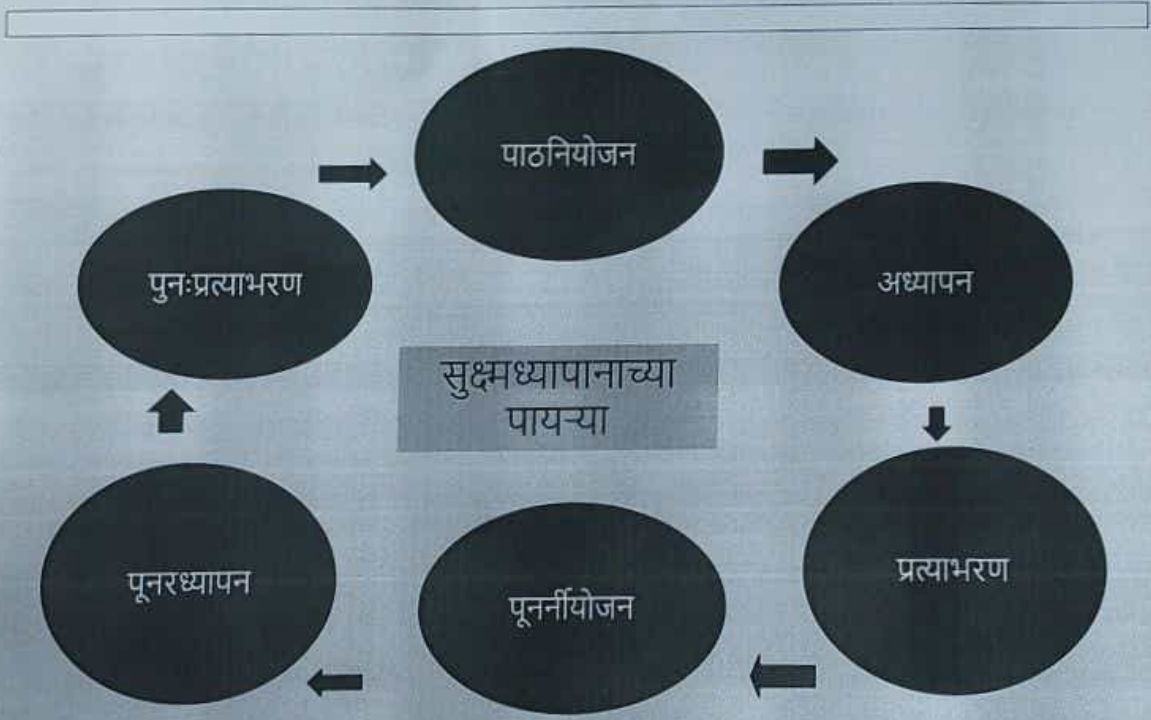 पाठनियोजन
अध्यापन
प्रत्याभरण
पूनर्नीयोजन
पूनरध्यापन
पुनःप्रत्याभरण
सुक्ष्मध्यापानाच्या
पायऱ्या